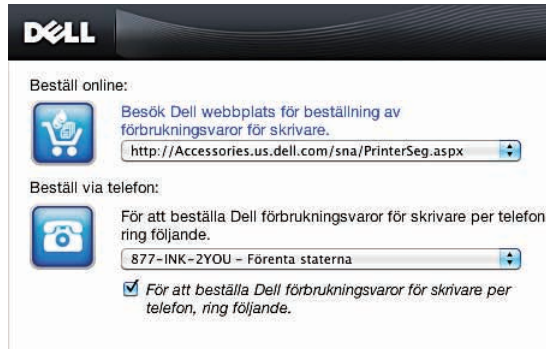 DELL
Beställ online:
Besök Dell webbplats för beställning av
förbrukningsvaror för skrivare.
http://Accessories.us.dell.com/sna/PrinterSeg.aspx
Beställ via telefon:
För att beställa Dell förbrukningsvaror för skrivare per telefon
ring följande.
877-INK-2YOU – Förenta staterna
För att beställa Dell förbrukningsvaror för skrivare per
telefon, ring följande.